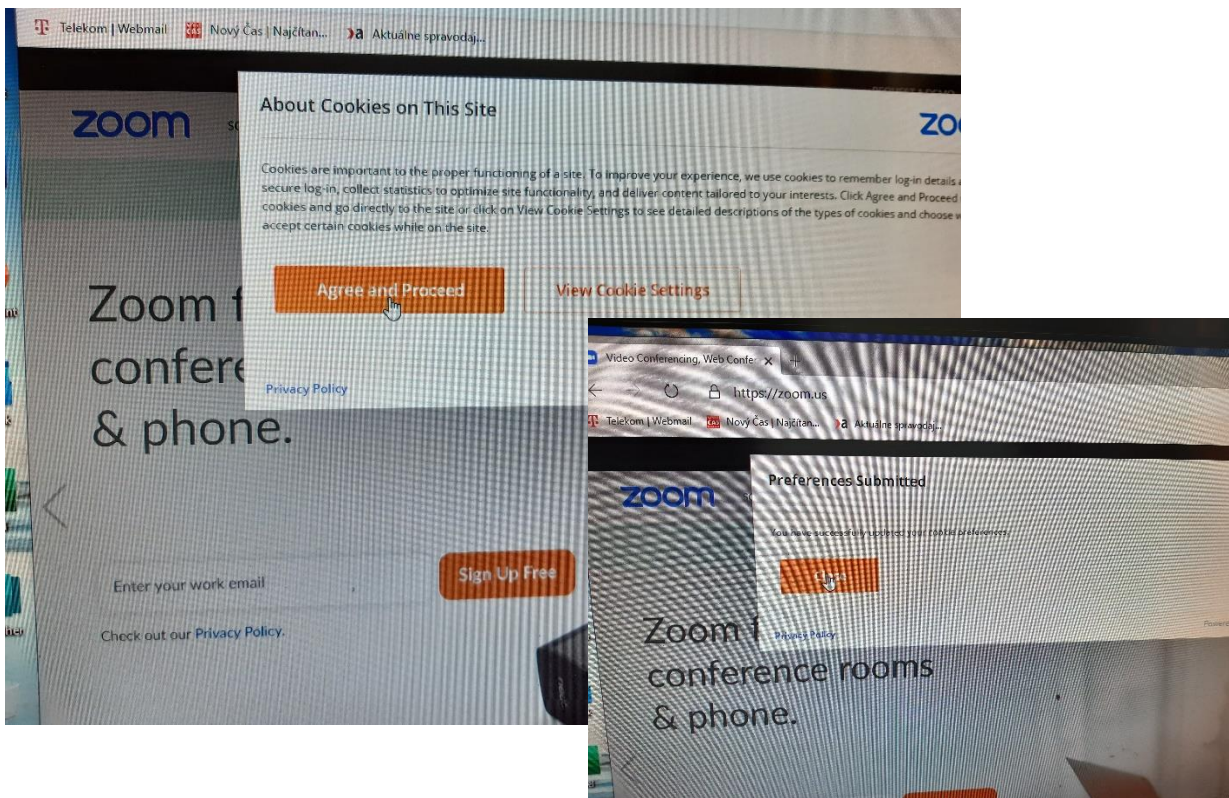 Telekom | Webmail Nový Čas | Najčítan... Aktuálne spravodaj...
zoom
About Cookies on This Site
ZO
Cookies are important to the proper functioning of a site. To improve your experience, we use cookies to remember log-in details
secure log-in, collect statistics to optimize site functionality, and deliver content tailored to your interests. Click Agree and Proceed
cookies and go directly to the site or click on View Cookie Settings to see detailed descriptions of the types of cookies and choose
accept certain cookies while on the site.
Agree and Proceed View Cookie Settings
Privacy Policy
Zoom f
confere
& phone.
Enter your work email
Sign Up Free
Check out our Privacy Policy.
Video Conferencing, Web Confe
https://zoom.us
Telekom | Webmail Nový Čas | Najčítan... Aktuálne spravodaj...
zoom
Preferences Submitted
You have successfully updated your cookie preferences.
Privacy Policy
Powere
Zoom f
conference rooms
& phone.